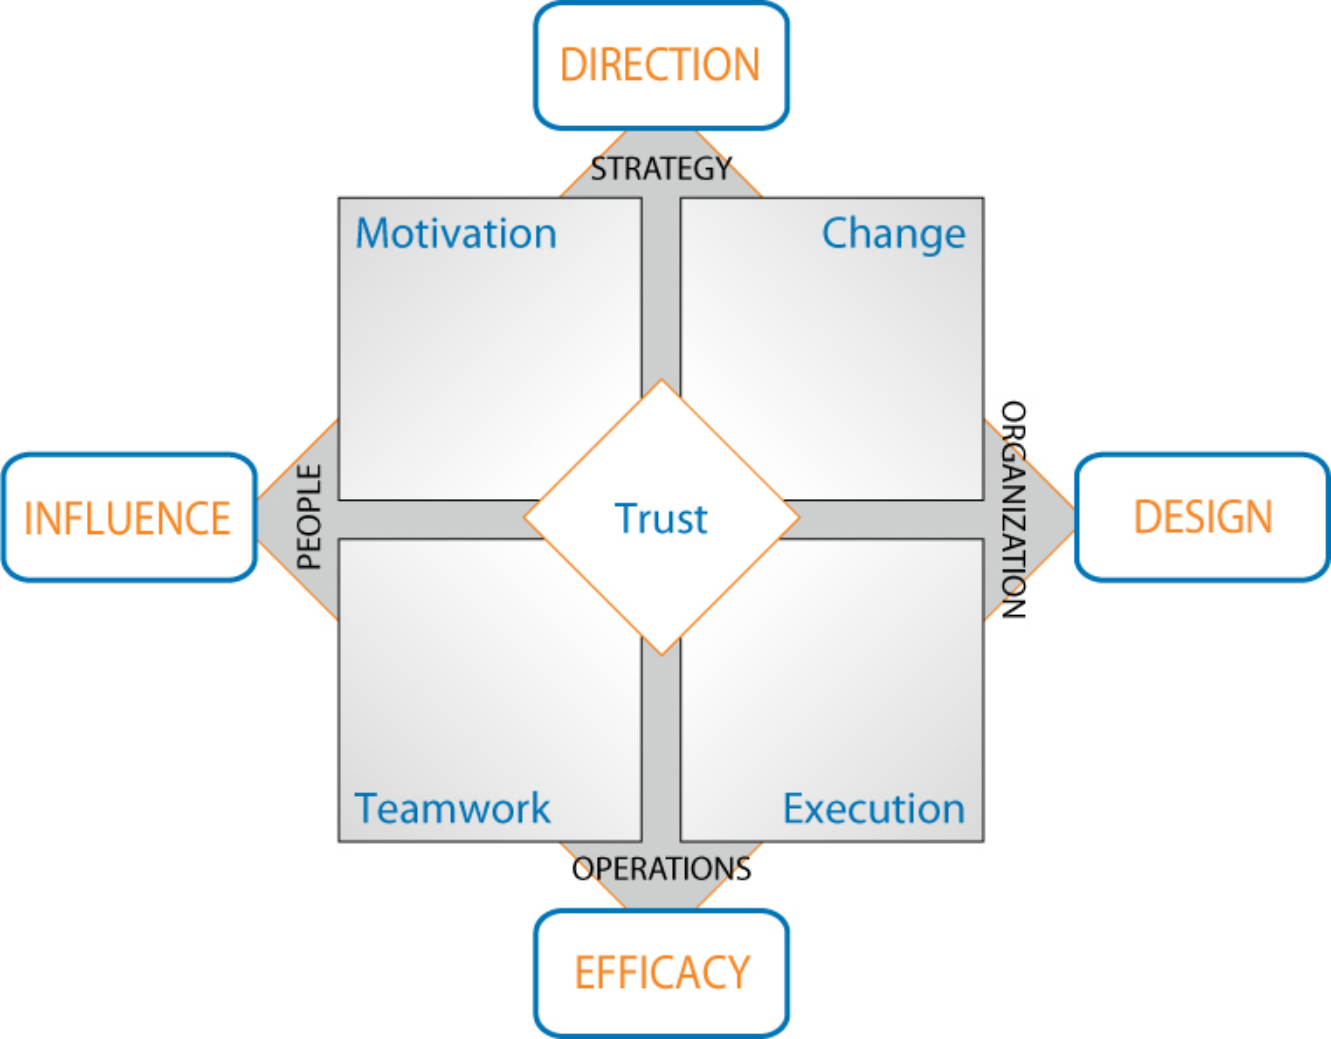 DIRECTION
STRATEGY
Motivation
Change
INFLUENCE
PEOPLE
Trust
ORGANIZATION
DESIGN
Teamwork
Execution
OPERATIONS
EFFICACY